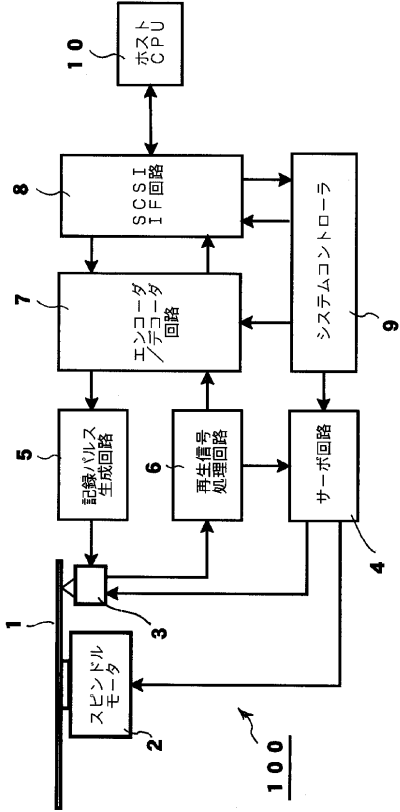 1
スピンドル
モータ
2
3
記録パルス
生成回路
5
再生信号
処理回路
6
サーボ回路
4
エンコーダ
/デコーダ
回路
7
SCSI
IF回路
8
システムコントローラ
9
ホスト
CPU
10
100